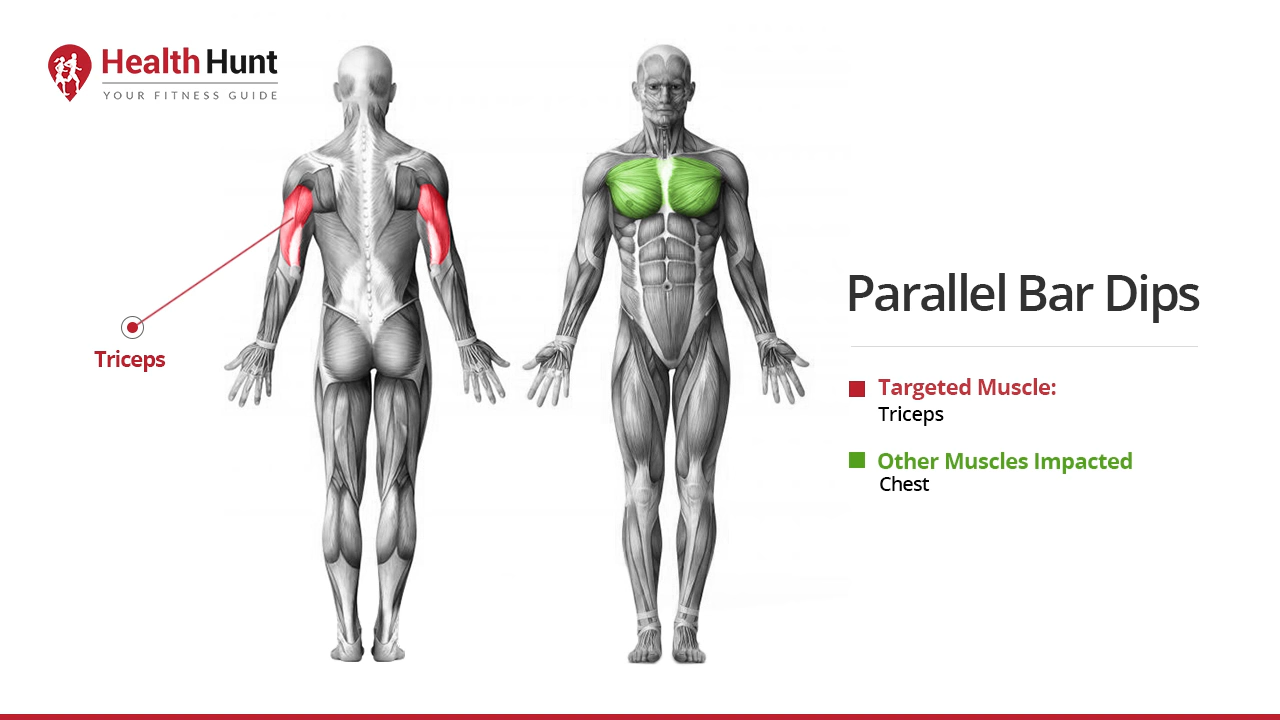 Health Hunt
YOUR FITNESS GUIDE
Triceps
Parallel Bar Dips
Targeted Muscle:
Triceps
Other Muscles Impacted
Chest